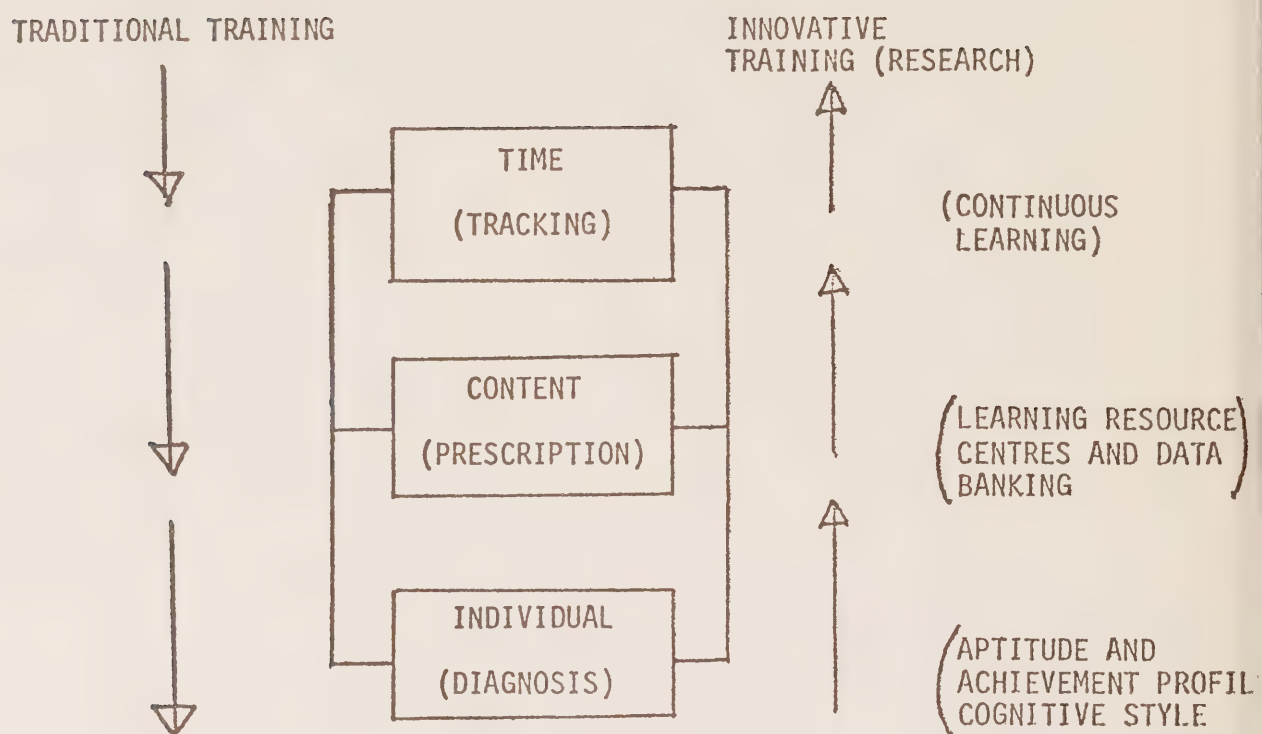 TRADITIONAL TRAINING
INNOVATIVE
TRAINING (RESEARCH)
TIME
(TRACKING)
(CONTINUOUS
LEARNING)
CONTENT
(PRESCRIPTION)
(LEARNING RESOURCE
CENTRES AND DATA
BANKING)
INDIVIDUAL
(DIAGNOSIS)
(APTITUDE AND
ACHIEVEMENT PROFIL
COGNITIVE STYLE